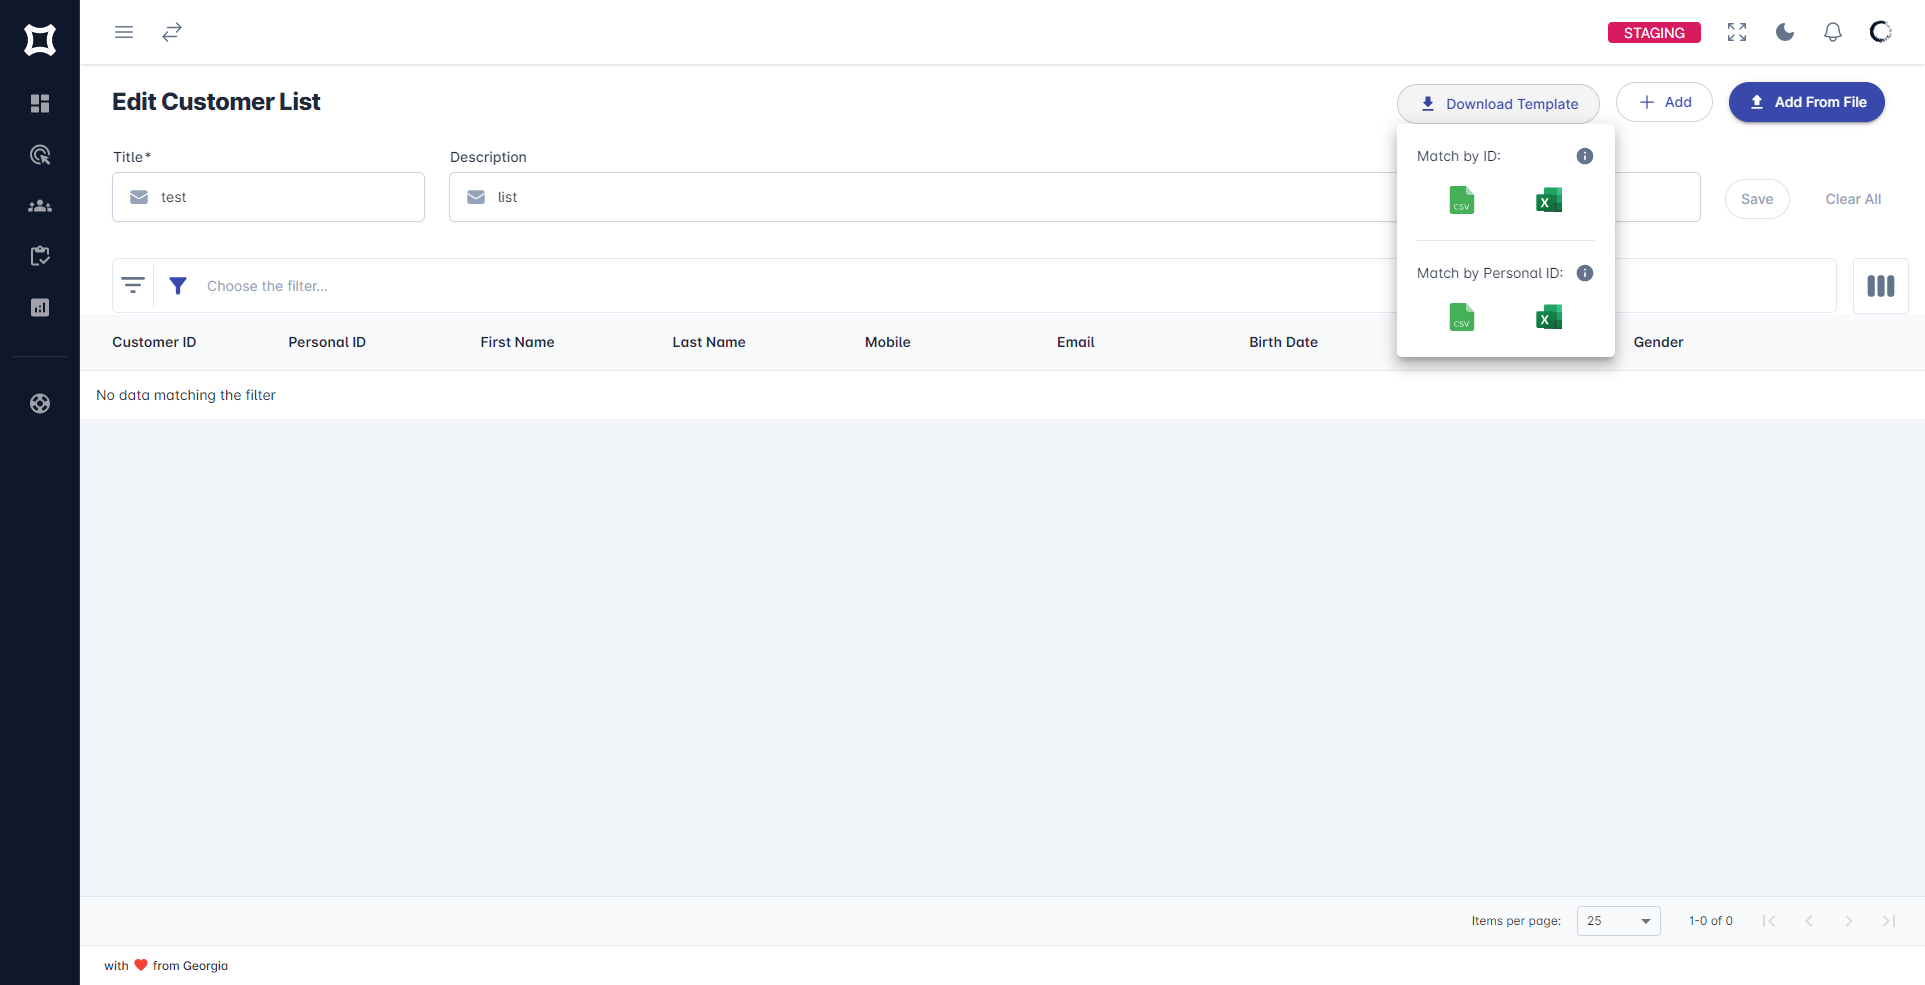 STAGING
Edit Customer List
Download Template
Add
Add From File
Title*
Description
Match by ID:
test
list
CSV
X
Save
Clear All
Choose the filter...
Match by Personal ID:
CSV
X
Customer ID
Personal ID
First Name
Last Name
Mobile
Email
Birth Date
Gender
No data matching the filter
Items per page:
25
1-0 of 0
with ❤ from Georgia